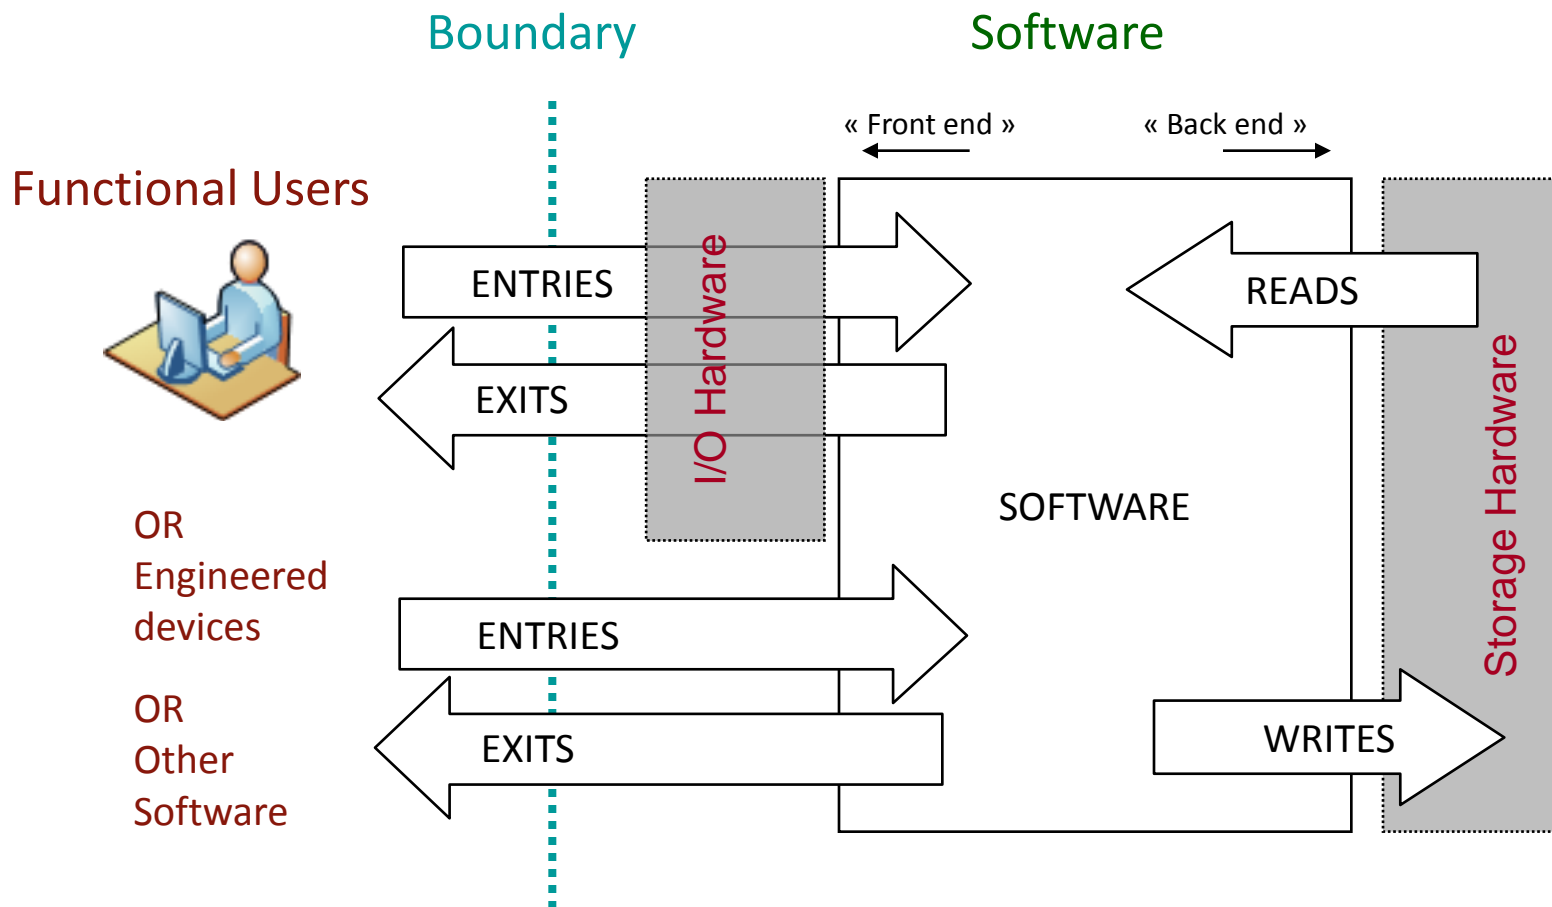 Boundary
Software
« Front end »
« Back end »
Functional Users
ENTRIES
READS
EXITS
I/O Hardware
Storage Hardware
SOFTWARE
OR
Engineered
devices
ENTRIES
OR
Other
Software
EXITS
WRITES